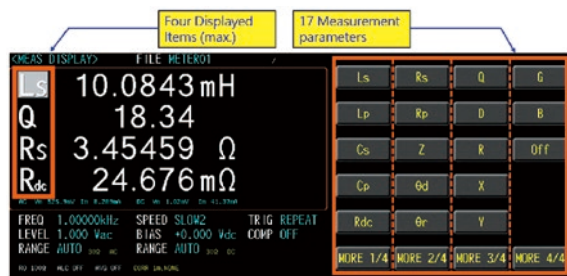 Four Displayed
Items (max.)
17 Measurement
parameters
<MEAS DISPLAY> FILE METER01
Ls 10.0843mH
Q 18.34
Rs 3.45459 Ω
Rdc 24.676mΩ
FREQ 1.00000kHz SPEED SLOW2 TRIG REPEAT
LEVEL 1.000 Vac BIAS +0.000 Vdc COMP OFF
RANGE AUTO RANGE AUTO
Ls Rs Q G
Lp Rp D B
Cs Z R Off
Cp θd X
Rdc θr Y
MORE 1/4 MORE 2/4 MORE 3/4 MORE 4/4